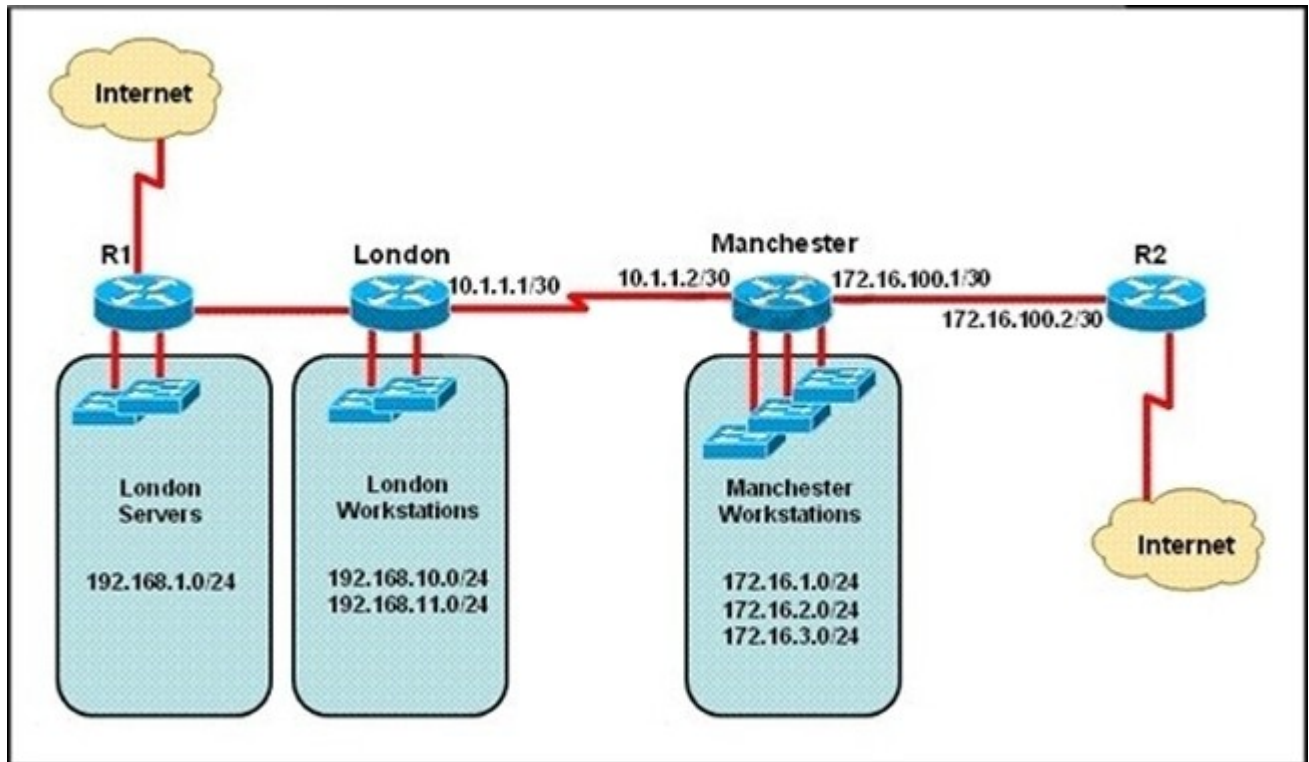 Internet
R1
London
10.1.1.1/30
10.1.1.2/30
Manchester
172.16.100.1/30
172.16.100.2/30
R2
London
Servers
192.168.1.0/24
London
Workstations
192.168.10.0/24
192.168.11.0/24
Manchester
Workstations
172.16.1.0/24
172.16.2.0/24
172.16.3.0/24
Internet